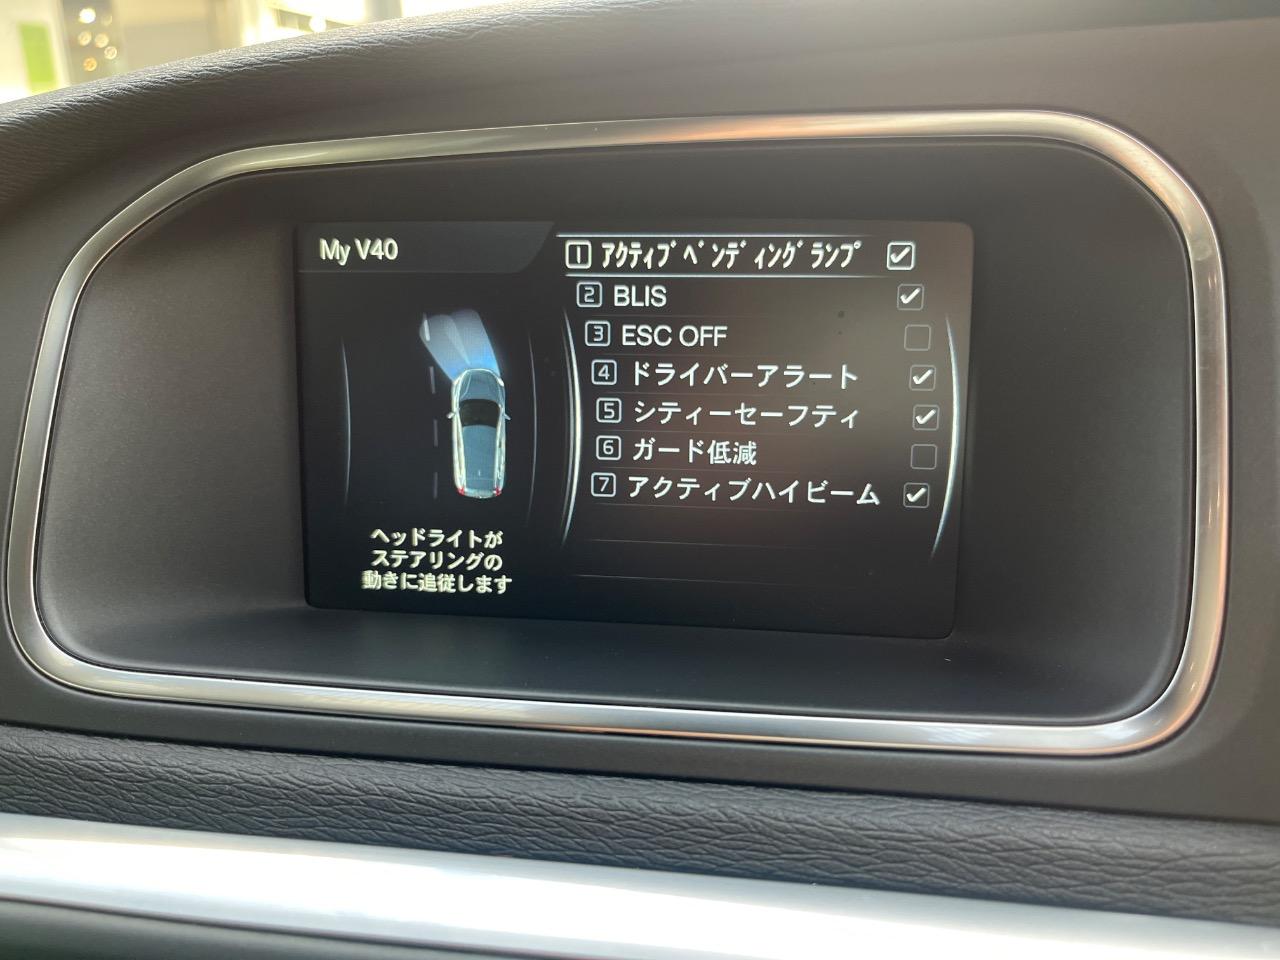 My V40
1 ｱｸﾃｨﾌﾞ ﾍﾞﾝﾃﾞｨﾝｸﾞ ﾗﾝﾌﾟ
2 BLIS
3 ESC OFF
4 ドライバーアラート
5 シティーセーフティ
6 ガード低減
7 アクティブハイビーム
ヘッドライトが
ステアリングの
動きに追従します